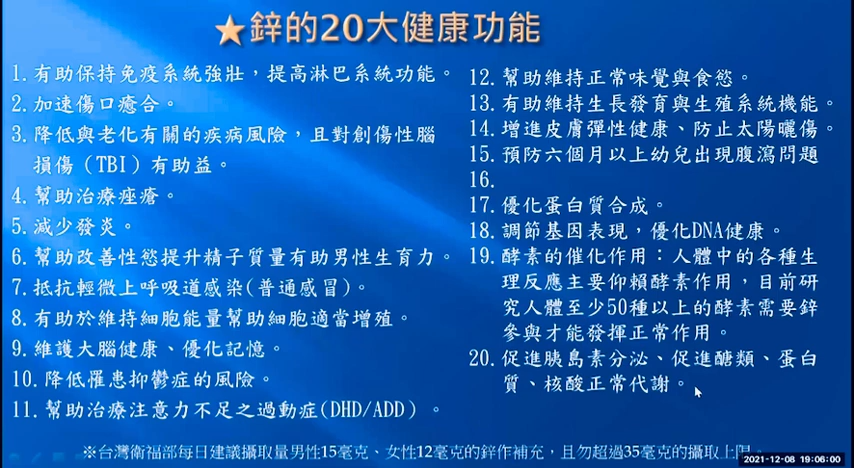 ★鋅的20大健康功能
1. 有助保持免疫系統強壯，提高淋巴系統功能。
2. 加速傷口癒合。
3. 降低與老化有關的疾病風險，且對創傷性腦
損傷（TBI）有助益。
4. 幫助治療痤瘡。
5. 減少發炎。
6. 幫助改善性慾提升精子質量有助男性生育力。
7. 抵抗輕微上呼吸道感染(普通感冒)。
8. 有助於維持細胞能量幫助細胞適當增殖。
9. 維護大腦健康、優化記憶。
10. 降低罹患抑鬱症的風險。
11. 幫助治療注意力不足之過動症(DHD/ADD）。
12. 幫助維持正常味覺與食慾。
13. 有助維持生長發育與生殖系統機能。
14. 增進皮膚彈性健康、防止太陽曬傷。
15. 預防六個月以上幼兒出現腹瀉問題
16.
17. 優化蛋白質合成。
18. 調節基因表現，優化DNA健康。
19. 酵素的催化作用：人體中的各種生
理反應主要仰賴酵素作用，目前研
究人體至少50種以上的酵素需要鋅
參與才能發揮正常作用。
20. 促進胰島素分泌、促進醣類、蛋白
質、核酸正常代謝。
※台灣衛福部每日建議攝取量男性15毫克、女性12毫克的鋅作補充，且勿超過35毫克的攝取上限。
2021-12-08 19:06:00